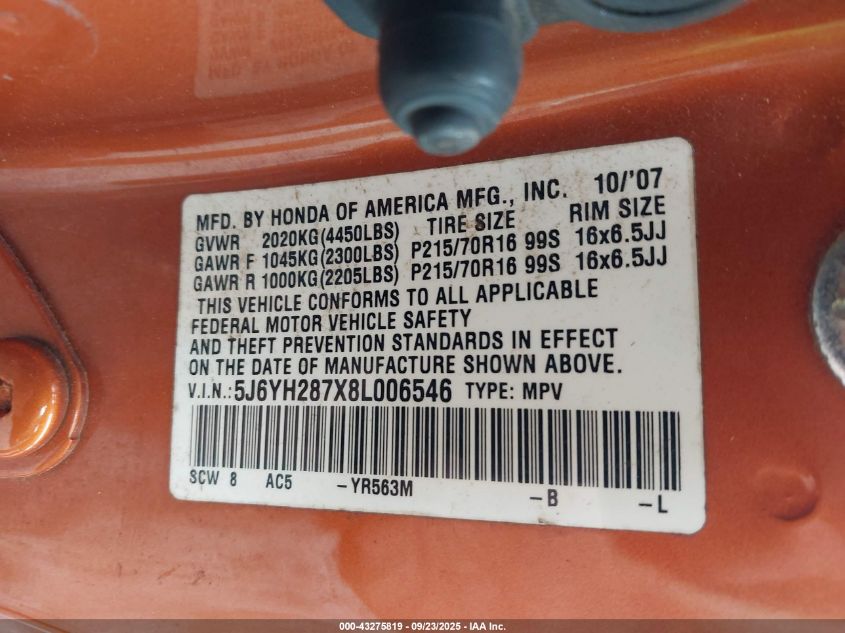 MFD. BY HONDA OF AMERICA MFG., INC. 10/'07
GVWR 2020KG(4450LBS) TIRE SIZE RIM SIZE
GAWR F 1045KG(2300LBS) P215/70R16 99S 16x6.5JJ
GAWR R 1000KG(2205LBS) P215/70R16 99S 16x6.5JJ
THIS VEHICLE CONFORMS TO ALL APPLICABLE
FEDERAL MOTOR VEHICLE SAFETY
AND THEFT PREVENTION STANDARDS IN EFFECT
ON THE DATE OF MANUFACTURE SHOWN ABOVE.
V.I.N.:5J6YH287X8L006546 TYPE: MPV
SCW 8 AC5 -YR563M -B -L
000-43275819 - 09/23/2025 - IAA Inc.